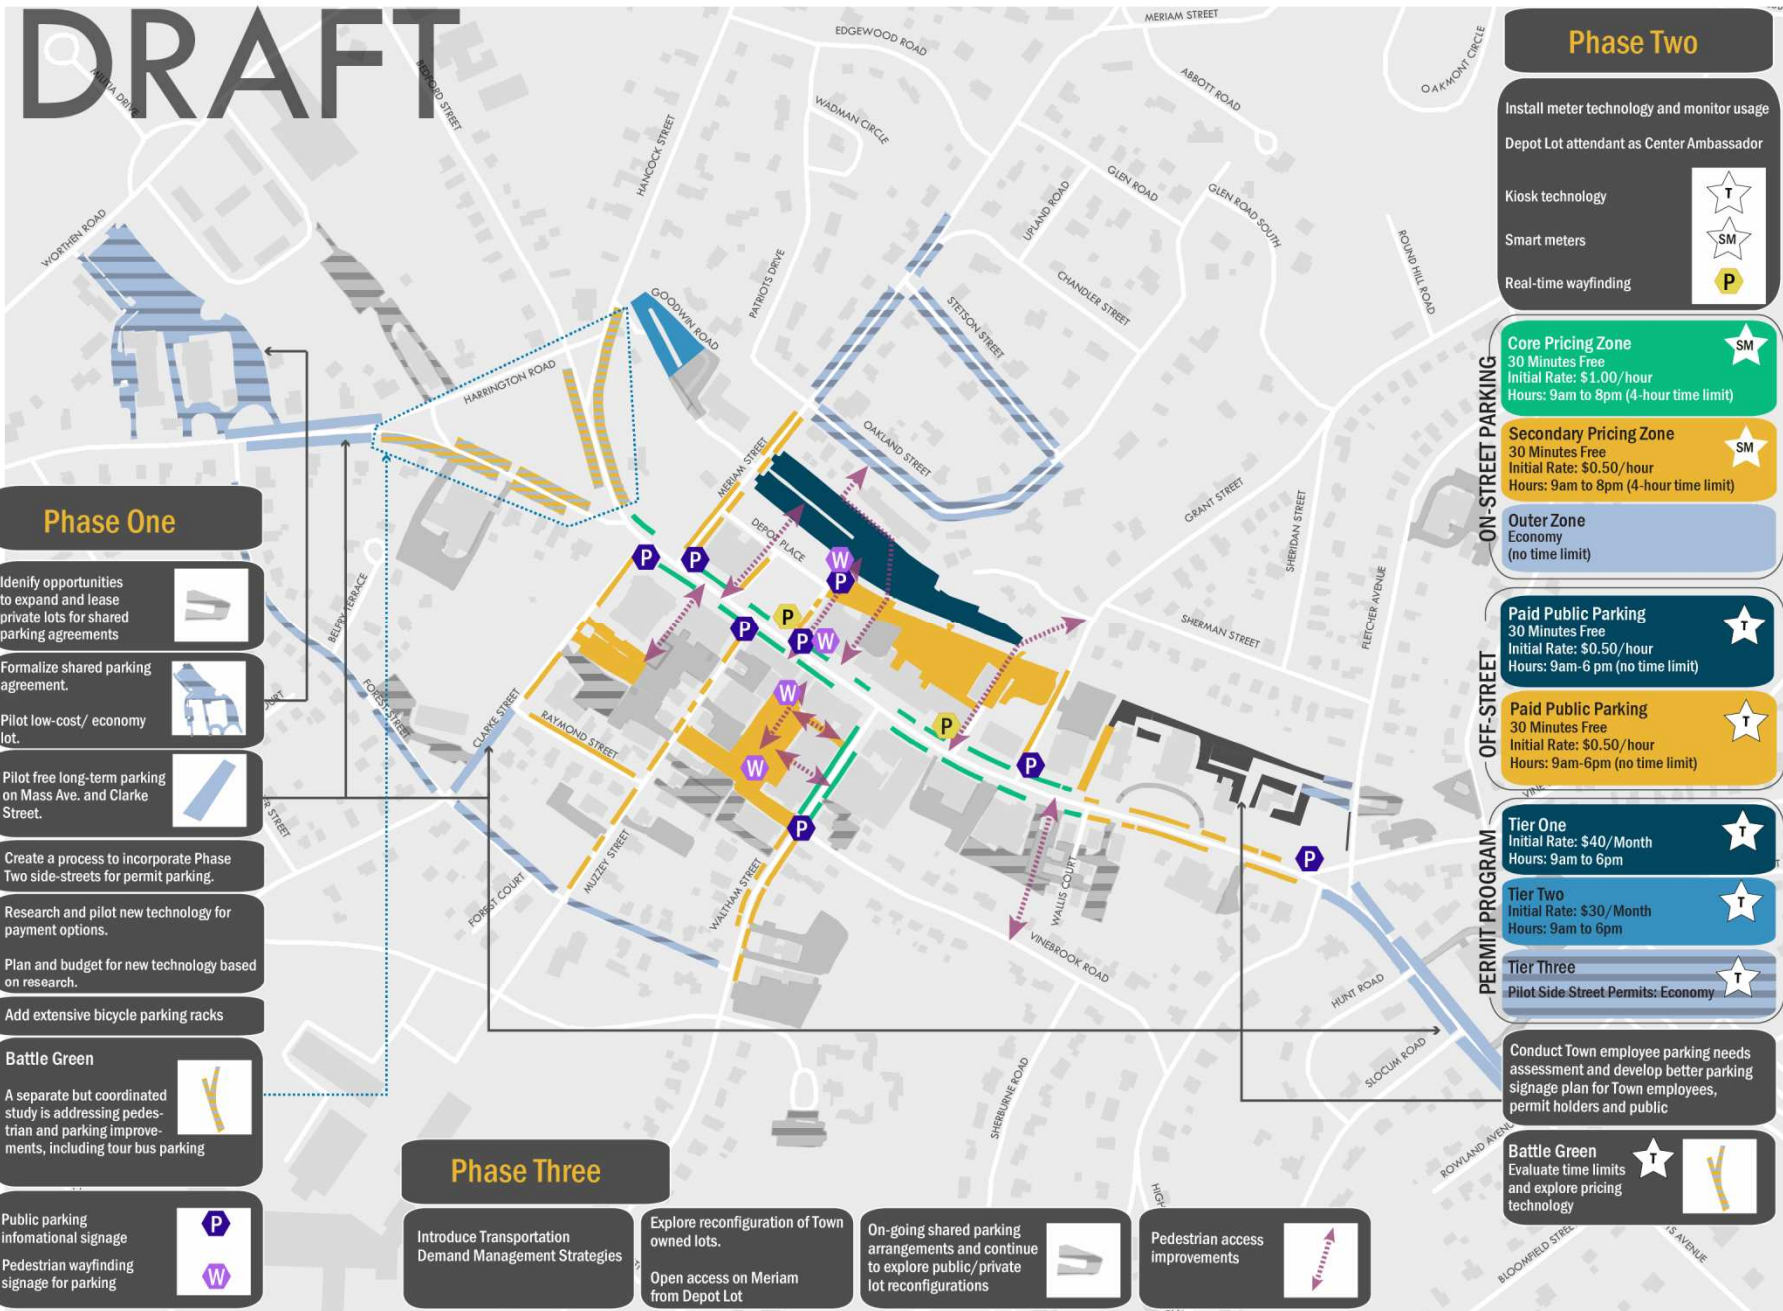 DRAFT
Phase Two
Install meter technology and monitor usage
Depot Lot attendant as Center Ambassador
Kiosk technology
T
Smart meters
SM
Real-time wayfinding
P
ON-STREET PARKING
Core Pricing Zone
SM
30 Minutes Free
Initial Rate: $1.00/hour
Hours: 9am to 8pm (4-hour time limit)
Secondary Pricing Zone
SM
30 Minutes Free
Initial Rate: $0.50/hour
Hours: 9am to 8pm (4-hour time limit)
Outer Zone
Economy
(no time limit)
OFF-STREET
Paid Public Parking
T
30 Minutes Free
Initial Rate: $0.50/hour
Hours: 9am-6 pm (no time limit)
Paid Public Parking
T
30 Minutes Free
Initial Rate: $0.50/hour
Hours: 9am-6pm (no time limit)
PERMIT PROGRAM
Tier One
T
Initial Rate: $40/Month
Hours: 9am to 6pm
Tier Two
T
Initial Rate: $30/Month
Hours: 9am to 6pm
Tier Three
T
Pilot Side Street Permits: Economy
Conduct Town employee parking needs
assessment and develop better parking
signage plan for Town employees,
permit holders and public
Battle Green
T
Evaluate time limits
and explore pricing
technology
Phase One
Idenify opportunities
to expand and lease
private lots for shared
parking agreements
Formalize shared parking
agreement.
Pilot low-cost/ economy
lot.
Pilot free long-term parking
on Mass Ave. and Clarke
Street.
Create a process to incorporate Phase
Two side-streets for permit parking.
Research and pilot new technology for
payment options.
Plan and budget for new technology based
on research.
Add extensive bicycle parking racks
Battle Green
A separate but coordinated
study is addressing pedes-
trian and parking improve-
ments, including tour bus parking
Public parking
infomational signage
P
Pedestrian wayfinding
signage for parking
W
Phase Three
Introduce Transportation
Demand Management Strategies
Explore reconfiguration of Town
owned lots.
Open access on Meriam
from Depot Lot
On-going shared parking
arrangements and continue
to explore public/private
lot reconfigurations
Pedestrian access
improvements
MILITIA DRIVE
BEDFORD STREET
HANCOCK STREET
EDGEWOOD ROAD
MERIAM STREET
ABBOTT ROAD
OAKMONT CIRCLE
WADMAN CIRCLE
GLEN ROAD
GLEN ROAD SOUTH
UPLAND ROAD
WORTHEN ROAD
PATRIOTS DRIVE
GOODWIN ROAD
CHANDLER STREET
STETSON STREET
ROUND HILL ROAD
HARRINGTON ROAD
OAKLAND STREET
MERIAM STREET
DEPOT PLACE
GRANT STREET
SHERIDAN STREET
FLETCHER AVENUE
SHERMAN STREET
BELFRY TERRACE
FOREST STREET
CLARKE STREET
RAYMOND STREET
MUZZEY STREET
FOREST COURT
WALTHAM STREET
WALLIS COURT
VINEBROOK ROAD
HUNT ROAD
SLOCUM ROAD
SHERBURNE ROAD
ROWLAND AVENU
BLOOMFIELD STREE
AVENUE
HIGH
VINE
COURT
STREET
P
P
W
P
P
P
P
W
W
W
P
P
P
P